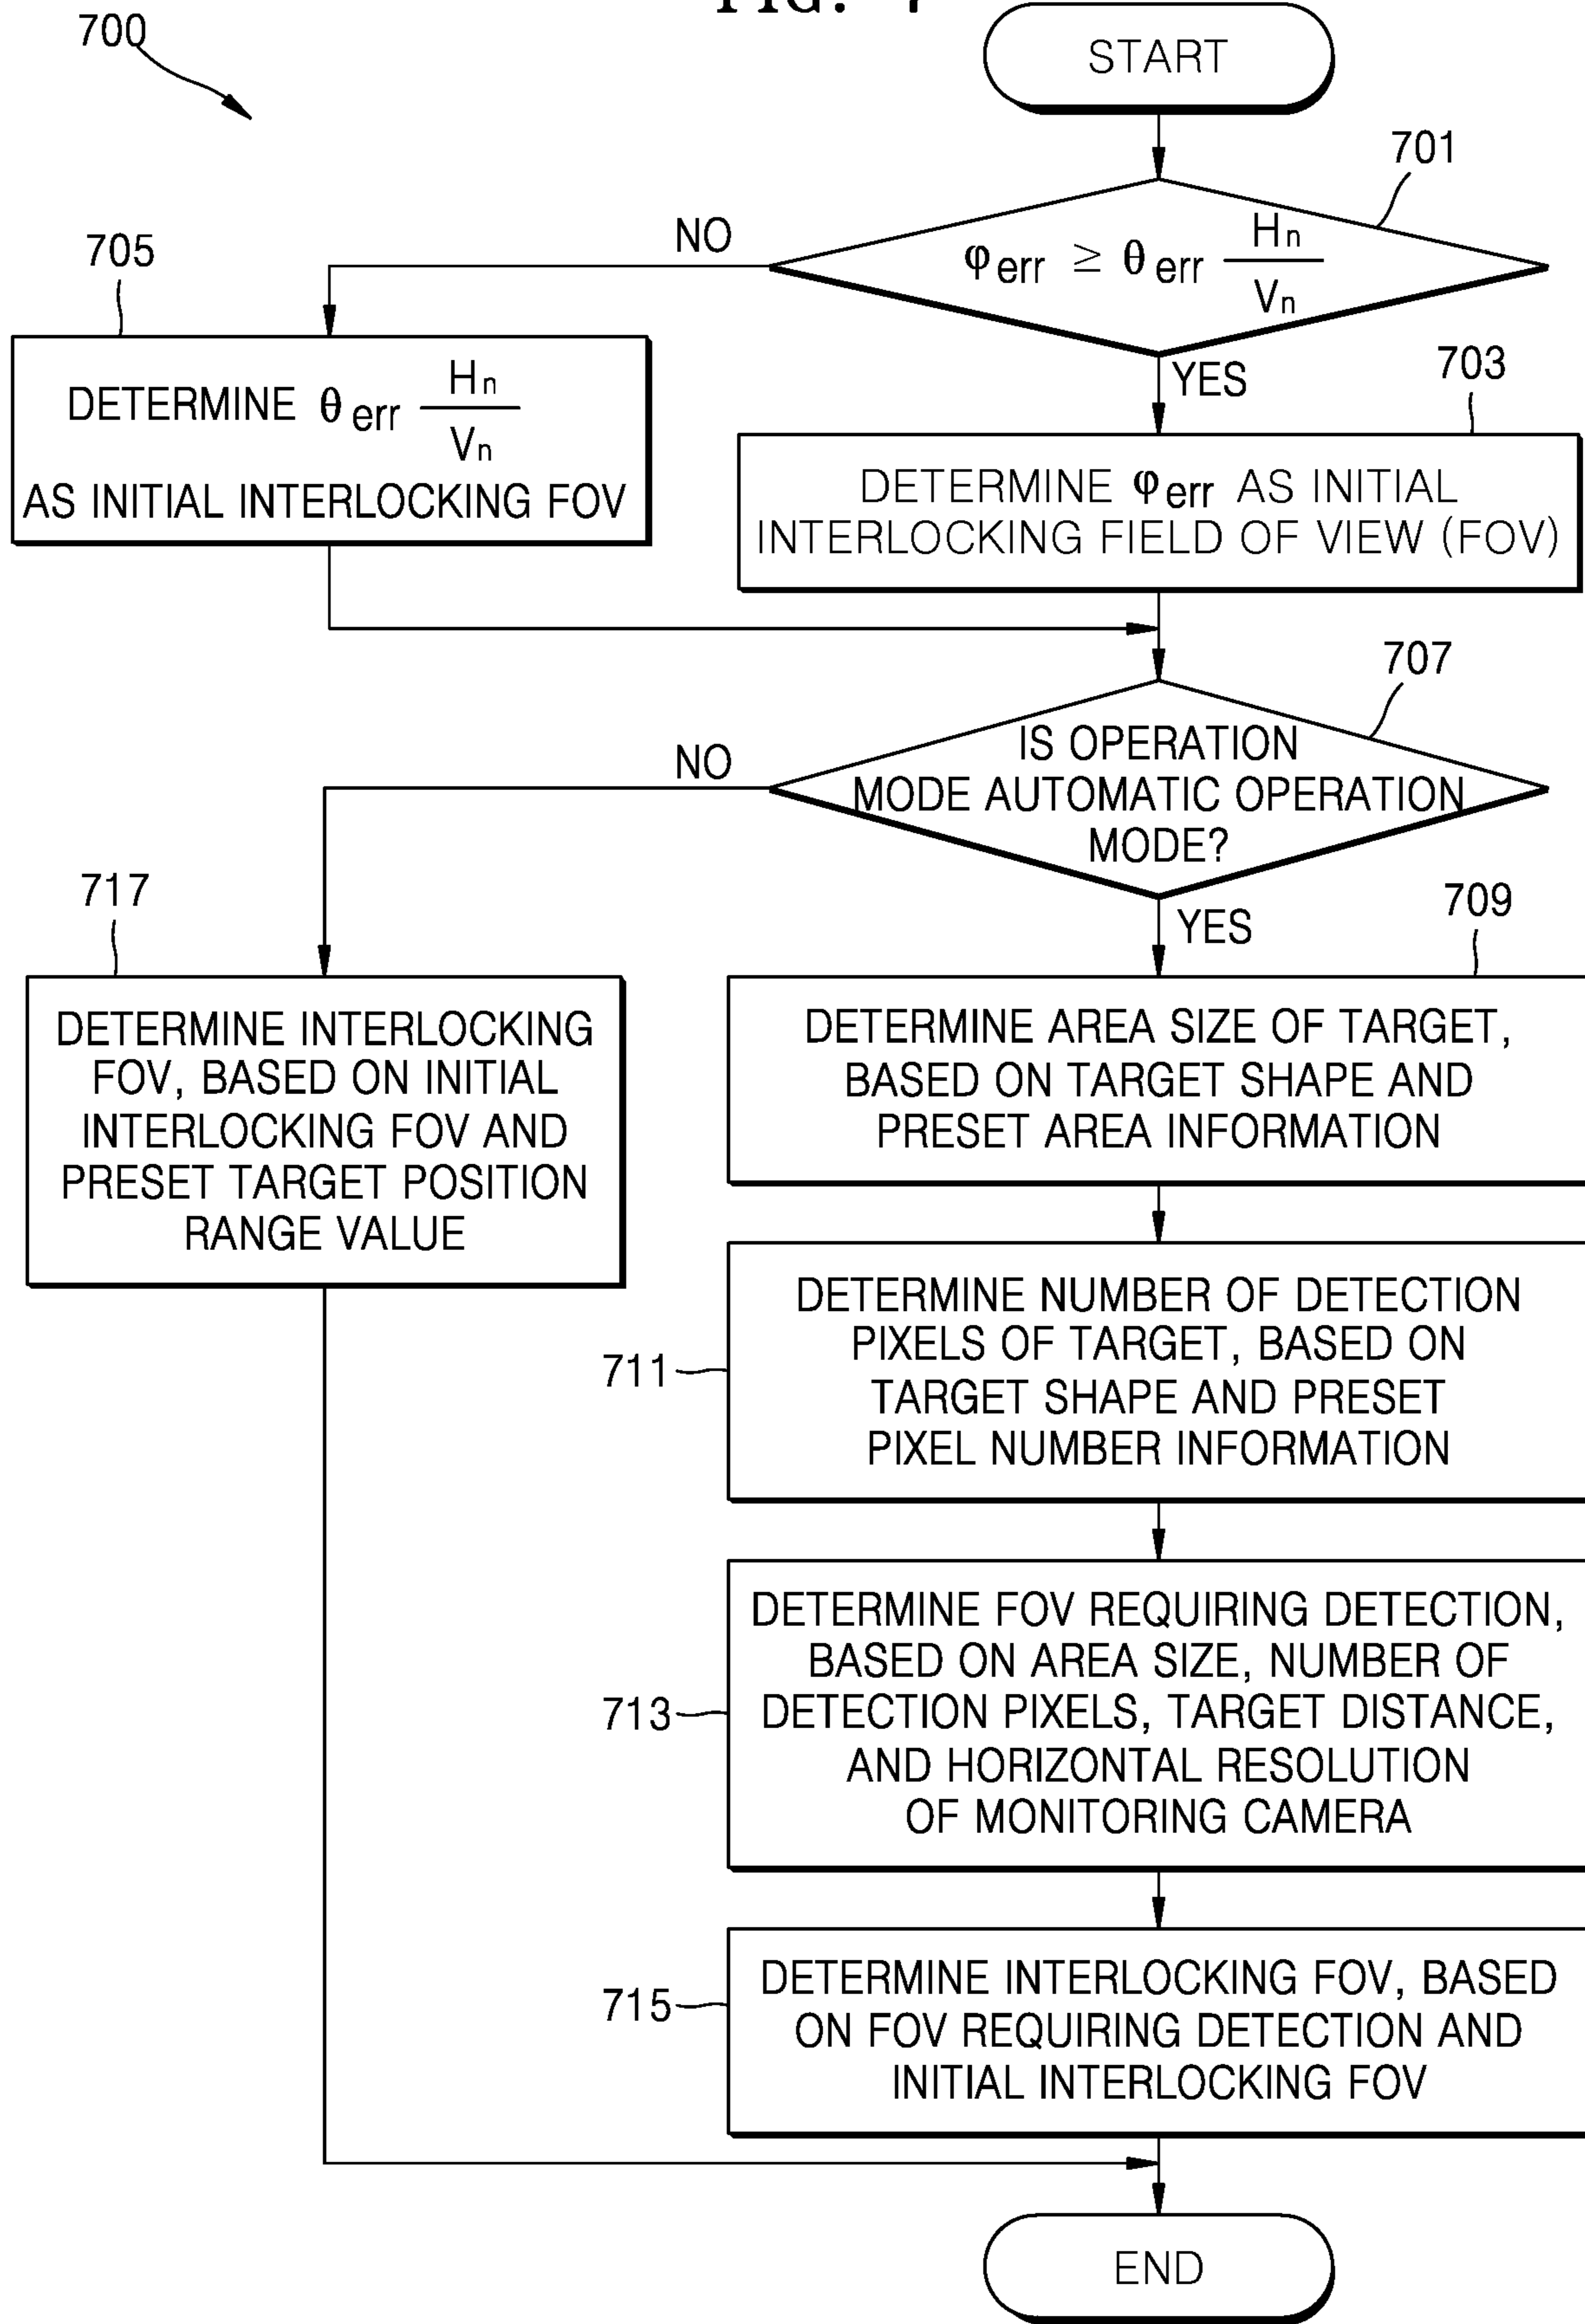 FIG. 7
700
START
701
φerr ≥ θerr Hn/Vn
NO
YES
705
DETERMINE θerr Hn/Vn
AS INITIAL INTERLOCKING FOV
703
DETERMINE φerr AS INITIAL
INTERLOCKING FIELD OF VIEW (FOV)
707
IS OPERATION
MODE AUTOMATIC OPERATION
MODE?
NO
YES
717
DETERMINE INTERLOCKING
FOV, BASED ON INITIAL
INTERLOCKING FOV AND
PRESET TARGET POSITION
RANGE VALUE
709
DETERMINE AREA SIZE OF TARGET,
BASED ON TARGET SHAPE AND
PRESET AREA INFORMATION
711
DETERMINE NUMBER OF DETECTION
PIXELS OF TARGET, BASED ON
TARGET SHAPE AND PRESET
PIXEL NUMBER INFORMATION
713
DETERMINE FOV REQUIRING DETECTION,
BASED ON AREA SIZE, NUMBER OF
DETECTION PIXELS, TARGET DISTANCE,
AND HORIZONTAL RESOLUTION
OF MONITORING CAMERA
715
DETERMINE INTERLOCKING FOV, BASED
ON FOV REQUIRING DETECTION AND
INITIAL INTERLOCKING FOV
END